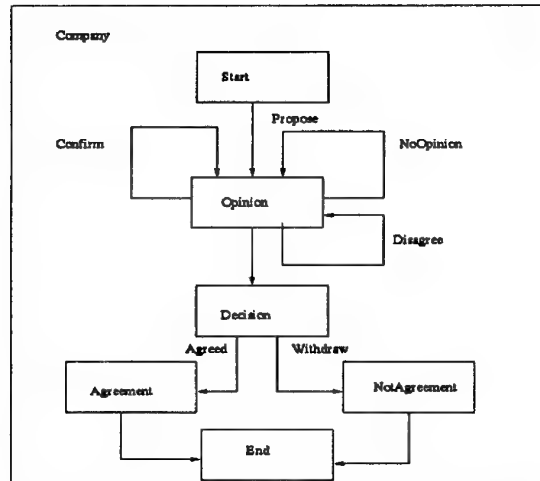 Company
Start
Propose
Confirm
NoOpinion
Opinion
Disagree
Decision
Agreed
Withdraw
Agreement
NotAgreement
End